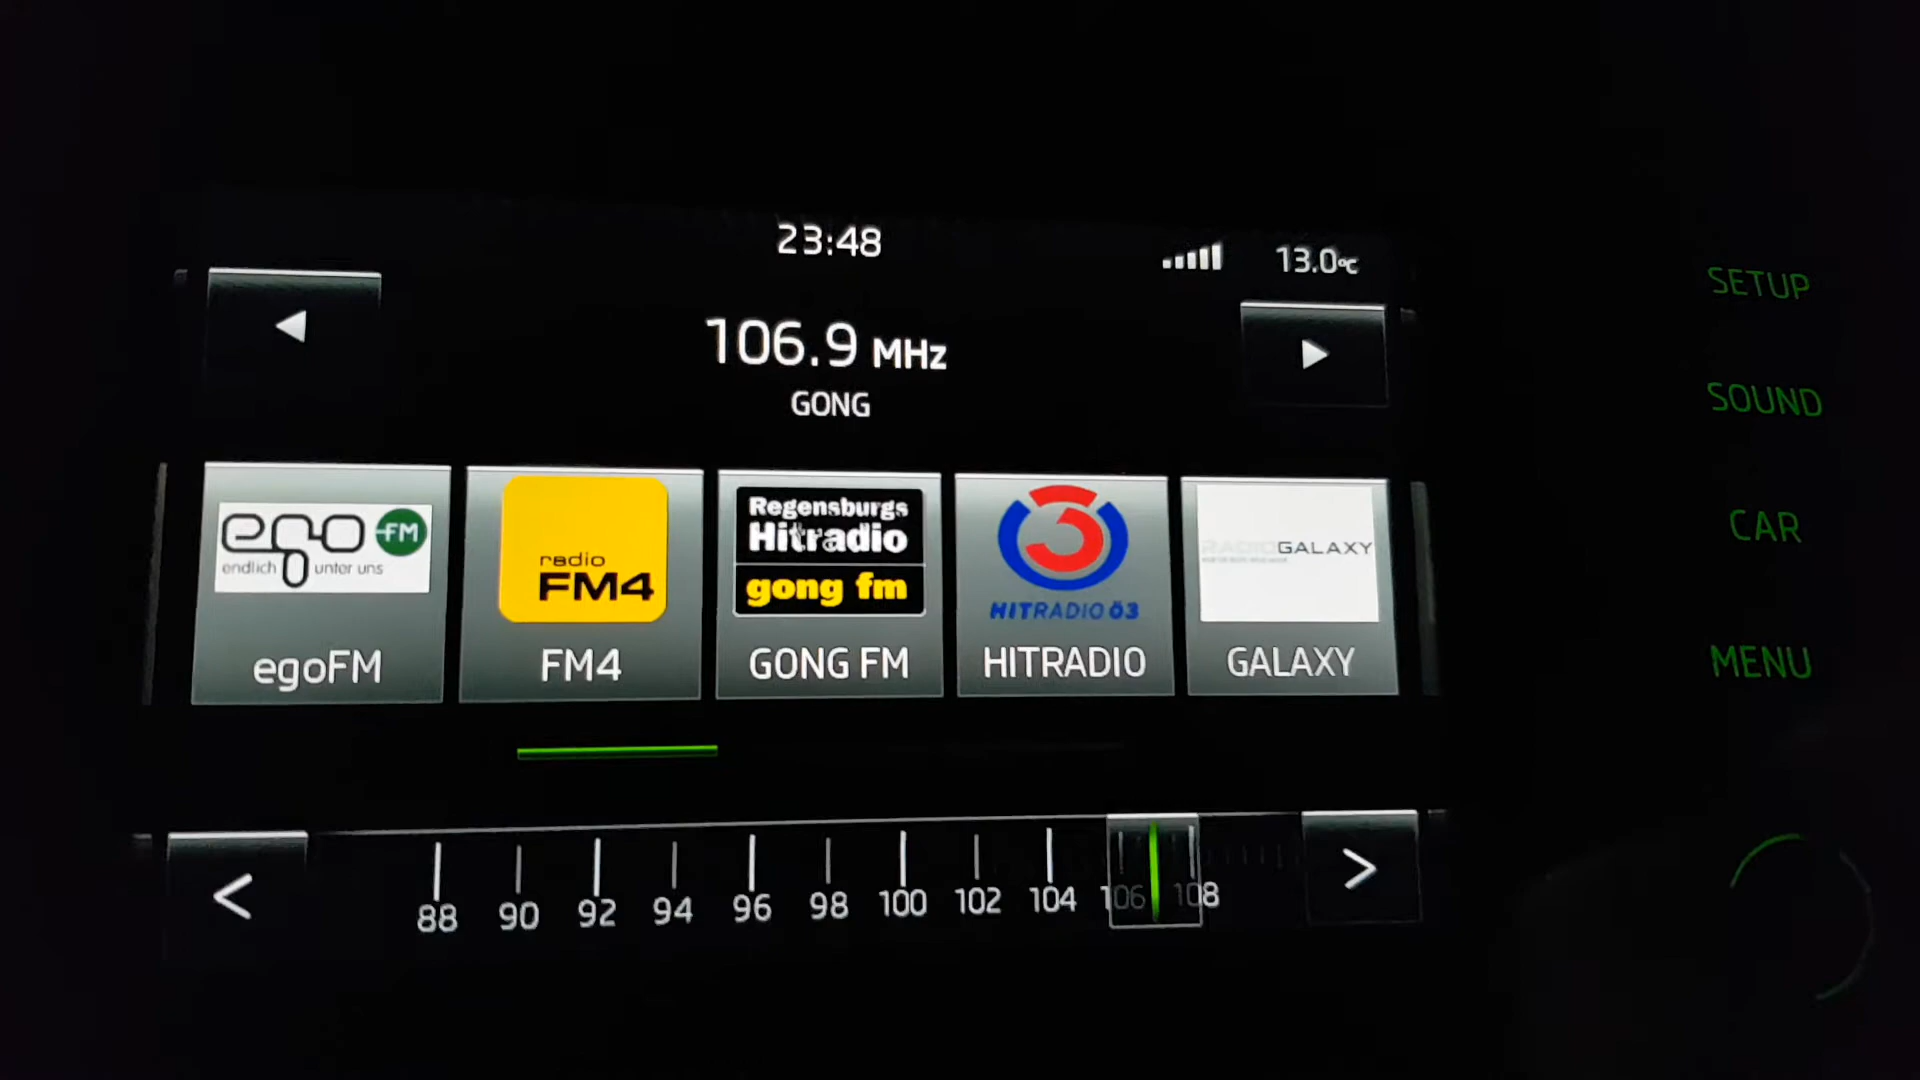 23:48
13.0°C
106.9 MHz
GONG
SETUP
SOUND
CAR
MENU
ego FM
endlich unter uns
egoFM
radio
FM4
FM4
Regensburgs
Hitradio
gong fm
GONG FM
3
HITRADIO ö3
HITRADIO
RADIO GALAXY
GALAXY
< 88 90 92 94 96 98 100 102 104 106 108 >